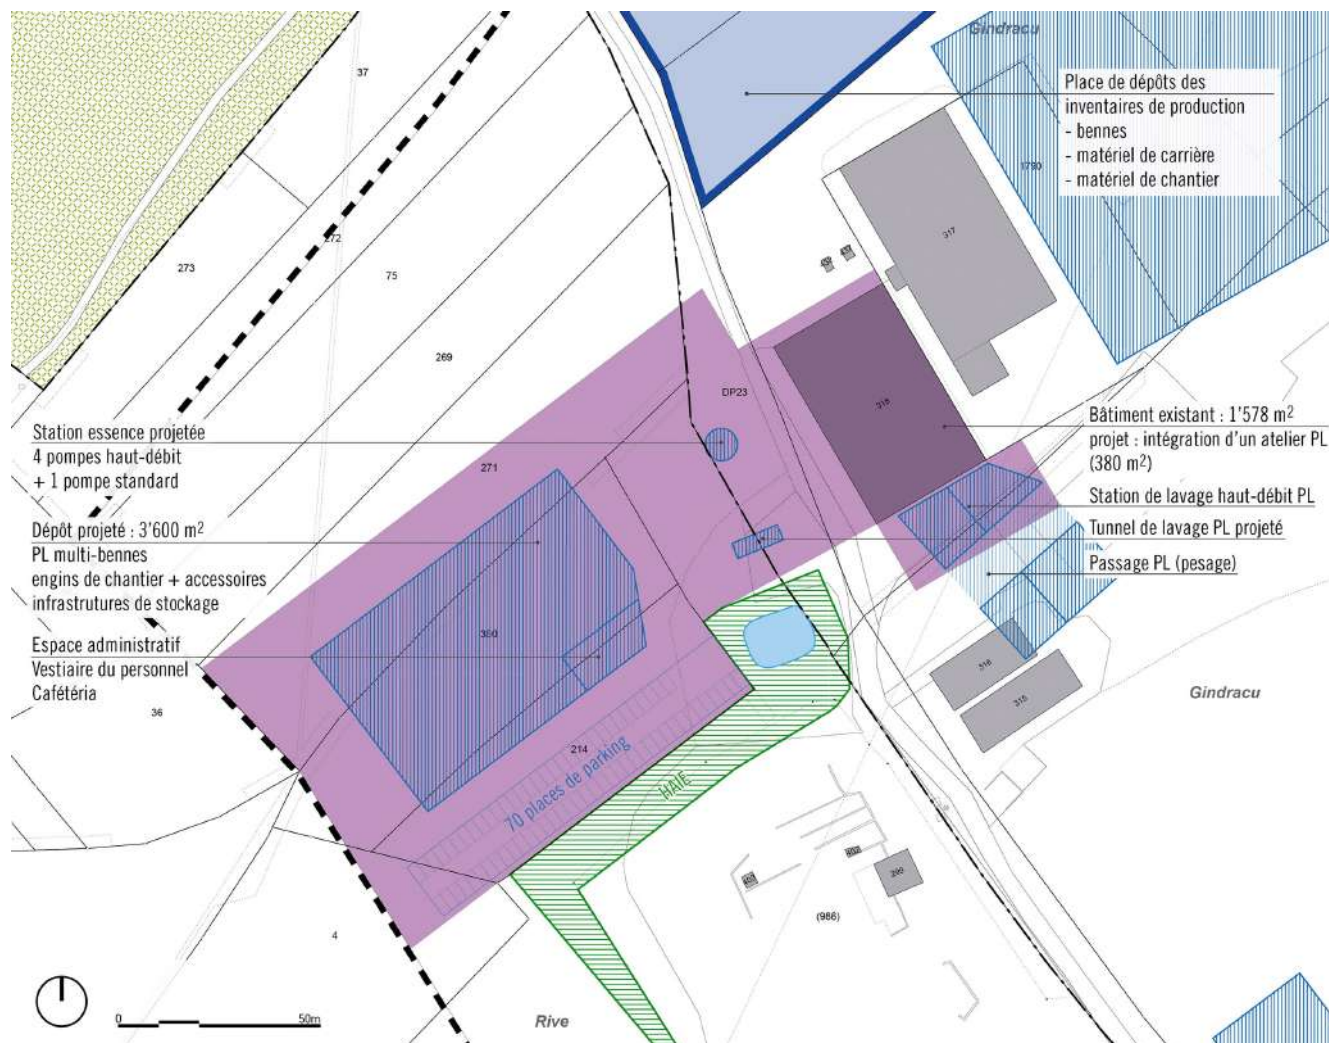 Gindracu
37
Place de dépôts des
inventaires de production
- bennes
- matériel de carrière
- matériel de chantier
1790
317
272
273
75
269
DP23
318
Station essence projetée
4 pompes haut-débit
+ 1 pompe standard
271
Bâtiment existant : 1'578 m²
projet : intégration d'un atelier PL
(380 m²)
Station de lavage haut-débit PL
Dépôt projeté : 3'600 m²
PL multi-bennes
engins de chantier + accessoires
infrastrutures de stockage
Tunnel de lavage PL projeté
Passage PL (pesage)
350
Espace administratif
Vestiaire du personnel
Cafétéria
316
315
Gindracu
36
214
70 places de parking
HAIE
299
(986)
4
0
50m
Rive